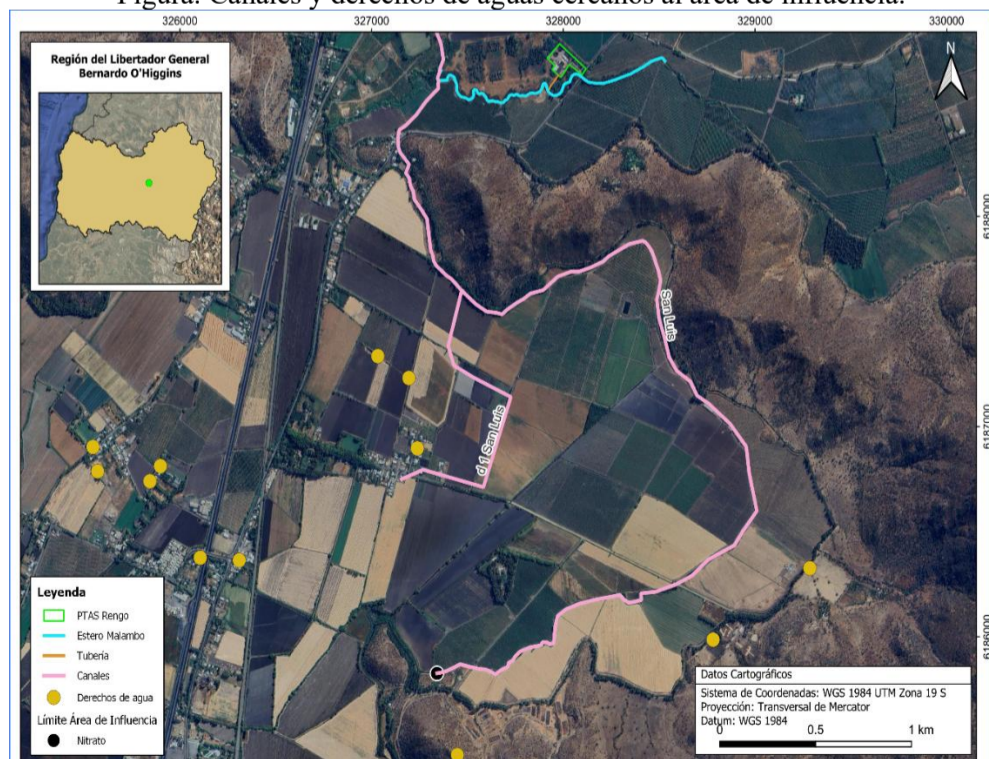 Figura: Canales y derechos de aguas cercanos al área de influencia.
326000
327000
328000
329000
330000
Región del Libertador General
Bernardo O'Higgins
N
6188000
San Luis
6187000
d 1 San Luis
6186000
Leyenda
PTAS Rengo
Estero Malambo
Tubería
Canales
Derechos de agua
Límite Área de Influencia
Nitrato
Datos Cartográficos
Sistema de Coordenadas: WGS 1984 UTM Zona 19 S
Proyección: Transversal de Mercator
Datum: WGS 1984
0 0.5 1 km